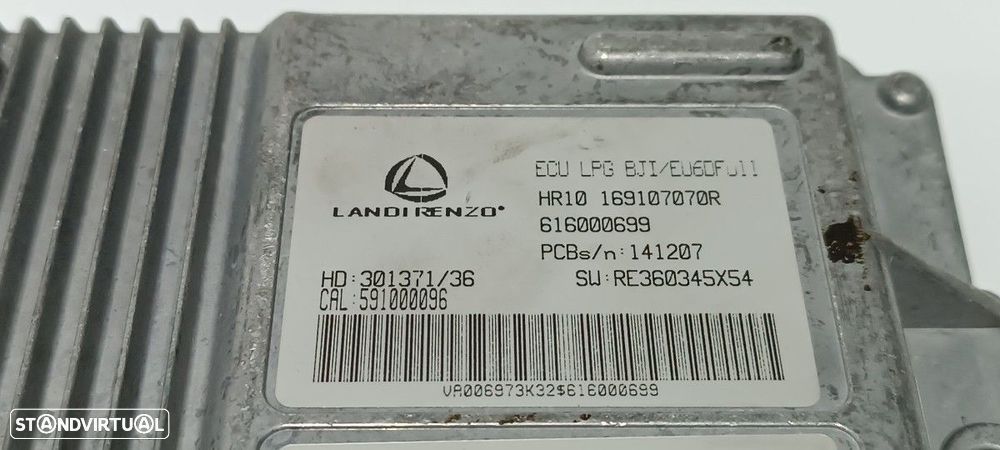 ECU LPG BJI/EU6DFull
HR10 169107070R
616000699
PCBs/n:141207
LANDIRENZO®
HD:301371/36
SW:RE360345X54
CAL:591000096
VA006973K32$616000699
STANDVIRTUAL